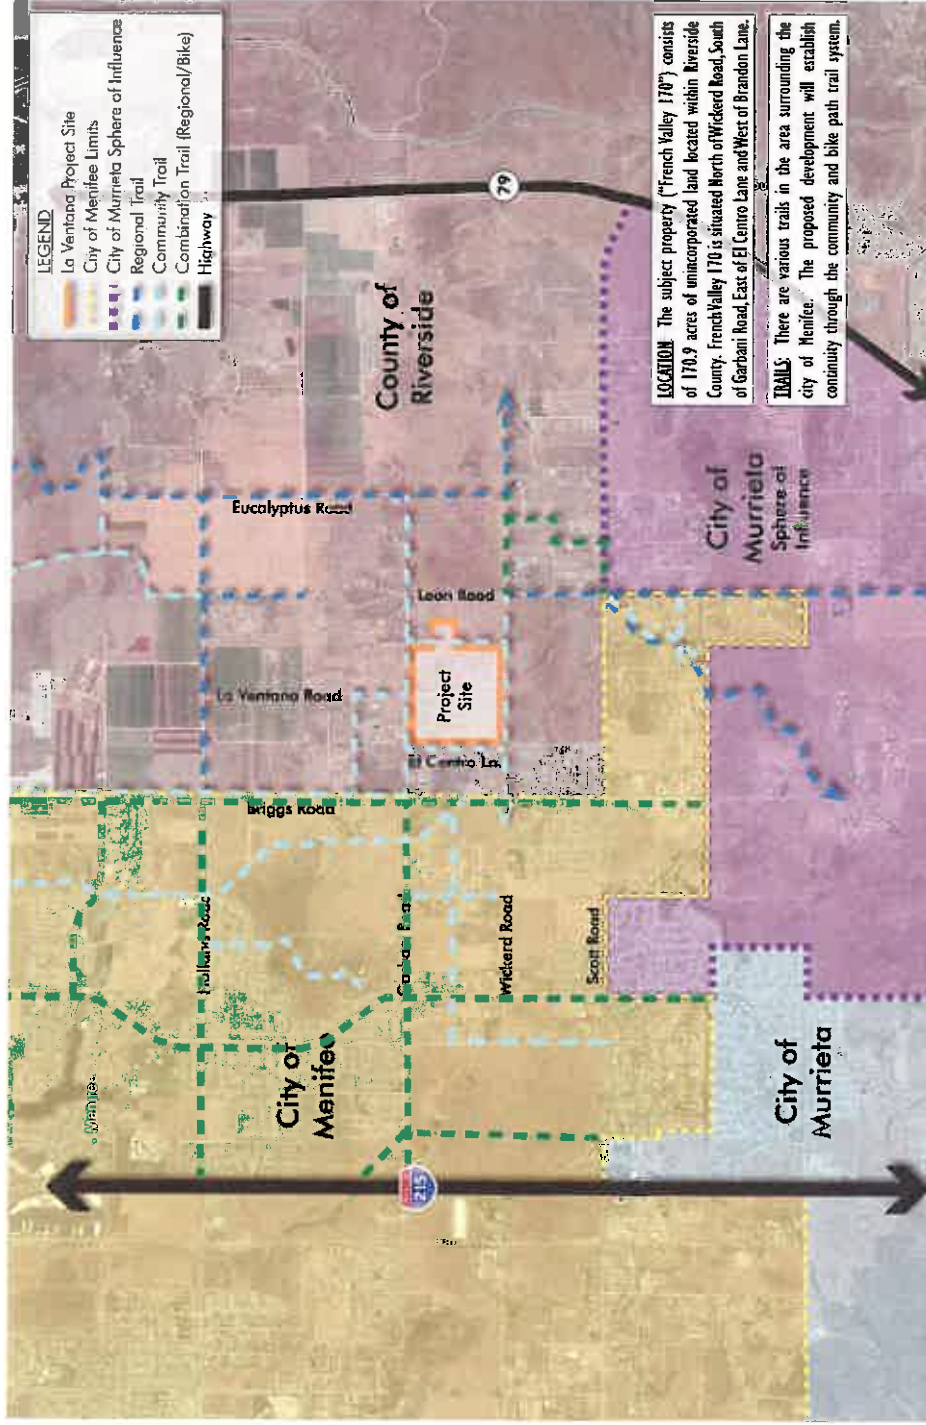 LEGEND
La Ventana Project Site
City of Menifee Limits
City of Murrieta Sphere of Influence
Regional Trail
Community Trail
Combination Trail (Regional/Bike)
Highway
79
County of
Riverside
LOCATION The subject property ("French Valley 170") consists
of 170.9 acres of unincorporated land located within Riverside
County. French Valley 170 is situated North of Wickerd Road, South
of Garbani Road, East of El Centro Lane and West of Brandon Lane.
TRAILS: There are various trails in the area surrounding the
city of Menifee. The proposed development will establish
continuity through the community and bike path trail system.
Eucalyptus Road
Leon Road
La Ventana Road
Project
Site
El Centro La.
Briggs Road
City of
Murrieta
Sphere of
Influence
Road
Wickerd Road
Scott Road
City of
Menifee
City of
Murrieta
215